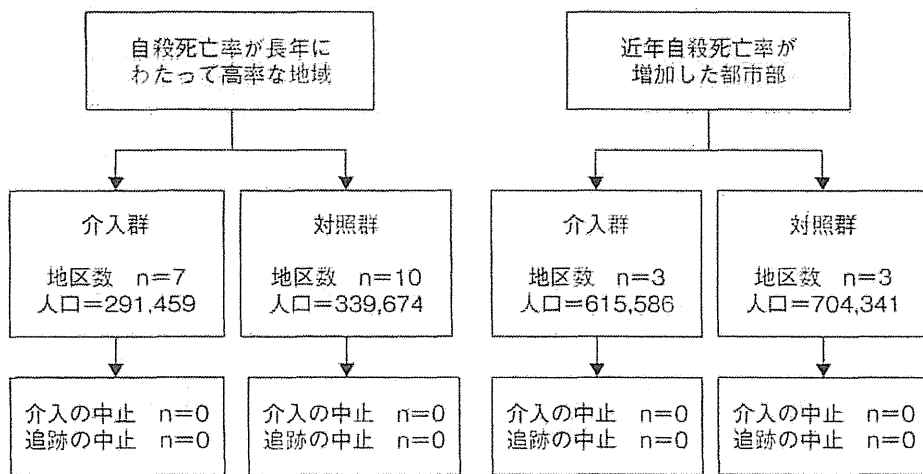 自殺死亡率が長年に
わたって高率な地域
近年自殺死亡率が
増加した都市部
介入群
地区数 n=7
人口=291,459
対照群
地区数 n=10
人口=339,674
介入群
地区数 n=3
人口=615,586
対照群
地区数 n=3
人口=704,341
介入の中止 n=0
追跡の中止 n=0
介入の中止 n=0
追跡の中止 n=0
介入の中止 n=0
追跡の中止 n=0
介入の中止 n=0
追跡の中止 n=0